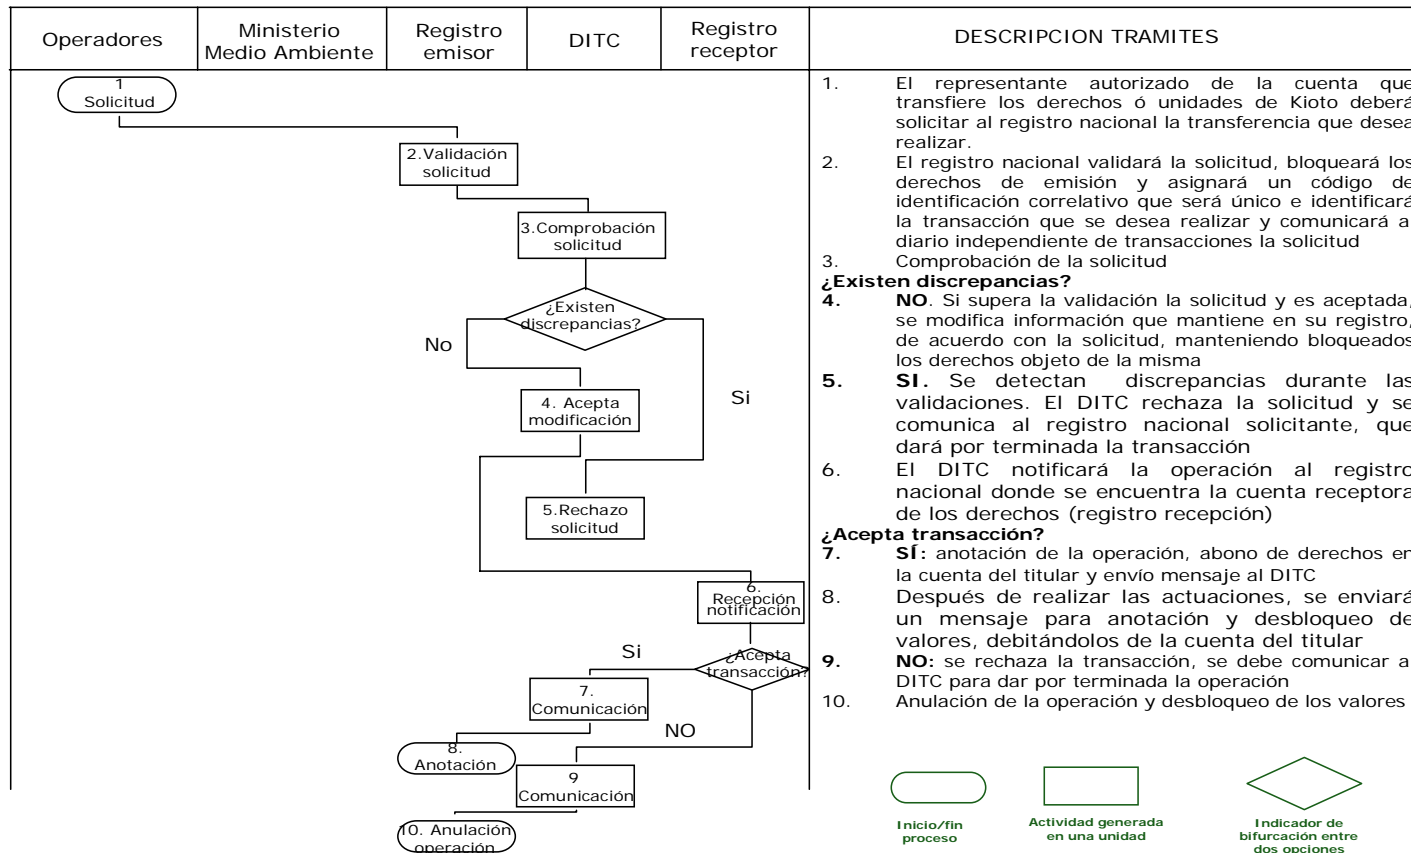 Operadores
Ministerio
Medio Ambiente
Registro
emisor
DITC
Registro
receptor
DESCRIPCION TRAMITES
1
Solicitud
2.Validación
solicitud
3.Comprobación
solicitud
¿Existen
discrepancias?
No
Si
4. Acepta
modificación
5.Rechazo
solicitud
6.
Recepción
notificación
¿Acepta
transacción?
Si
NO
7.
Comunicación
8.
Anotación
9
Comunicación
10. Anulación
operación
1. El representante autorizado de la cuenta que
transfiere los derechos ó unidades de Kioto deberá
solicitar al registro nacional la transferencia que desea
realizar.
2. El registro nacional validará la solicitud, bloqueará los
derechos de emisión y asignará un código de
identificación correlativo que será único e identificará
la transacción que se desea realizar y comunicará a
diario independiente de transacciones la solicitud
3. Comprobación de la solicitud
¿Existen discrepancias?
4. NO. Si supera la validación la solicitud y es aceptada,
se modifica información que mantiene en su registro,
de acuerdo con la solicitud, manteniendo bloqueados
los derechos objeto de la misma
5. SI. Se detectan discrepancias durante las
validaciones. El DITC rechaza la solicitud y se
comunica al registro nacional solicitante, que
dará por terminada la transacción
6. El DITC notificará la operación al registro
nacional donde se encuentra la cuenta receptora
de los derechos (registro recepción)
¿Acepta transacción?
7. SÍ: anotación de la operación, abono de derechos en
la cuenta del titular y envío mensaje al DITC
8. Después de realizar las actuaciones, se enviará
un mensaje para anotación y desbloqueo de
valores, debitándolos de la cuenta del titular
9. NO: se rechaza la transacción, se debe comunicar a
DITC para dar por terminada la operación
10. Anulación de la operación y desbloqueo de los valores
Inicio/fin
proceso
Actividad generada
en una unidad
Indicador de
bifurcación entre
dos opciones